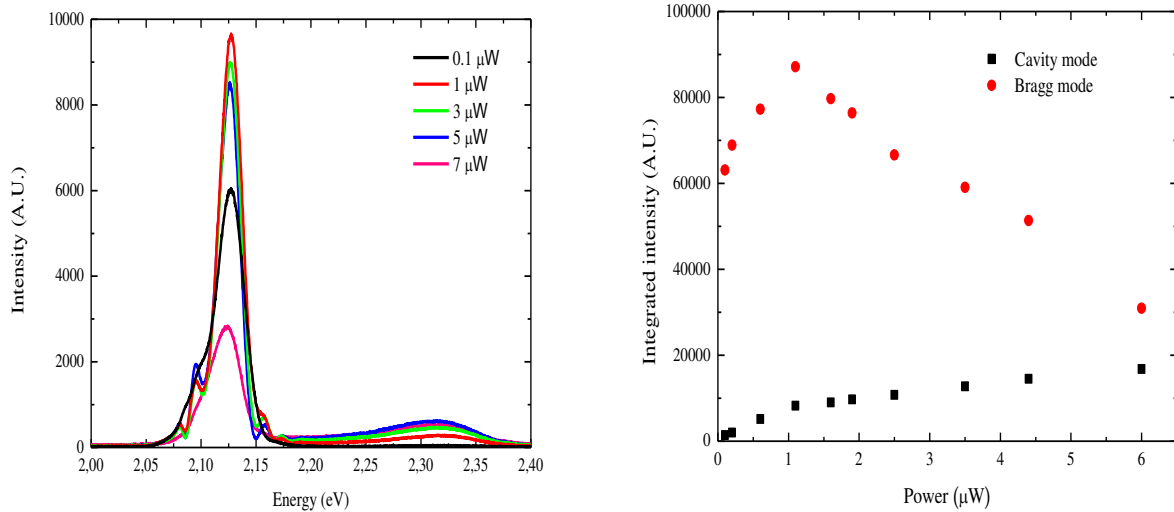 10000
8000
6000
4000
2000
0
Intensity (A.U.)
0.1 µW
1 µW
3 µW
5 µW
7 µW
2,00 2,05 2,10 2,15 2,20 2,25 2,30 2,35 2,40
Energy (eV)
100000
80000
60000
40000
20000
0
Integrated intensity (A.U.)
Cavity mode
Bragg mode
0 1 2 3 4 5 6
Power (µW)